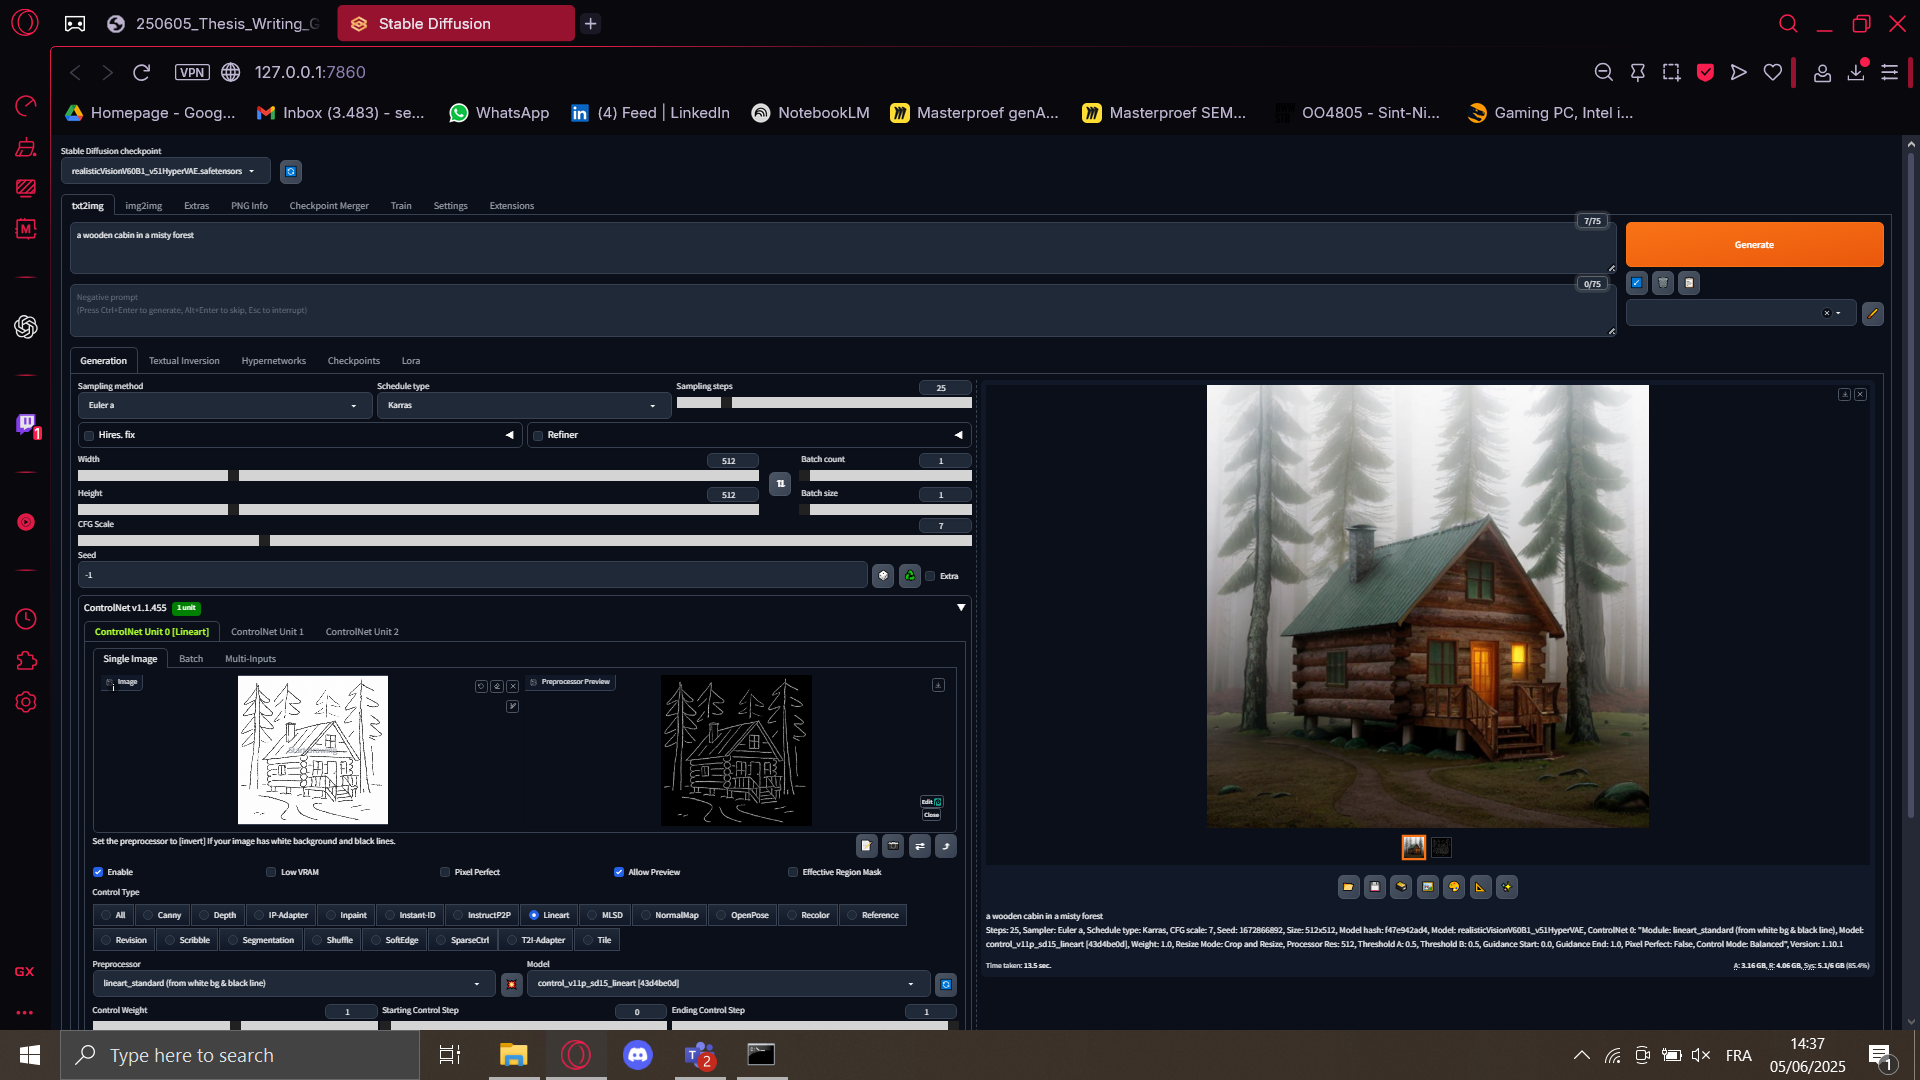 250605_Thesis_Writing_G
Stable Diffusion
VPN
127.0.0.1:7860
Homepage - Goog...
Inbox (3.483) - se...
WhatsApp
(4) Feed | LinkedIn
NotebookLM
Masterproef genA...
Masterproef SEM...
OO4805 - Sint-Ni...
Gaming PC, Intel i...
Stable Diffusion checkpoint
realisticVisionV60B1_v51HyperVAE.safetensors
txt2img
img2img
Extras
PNG Info
Checkpoint Merger
Train
Settings
Extensions
7/75
a wooden cabin in a misty forest
Generate
0/75
Negative prompt
(Press Ctrl+Enter to generate, Alt+Enter to skip, Esc to interrupt)
Generation
Textual Inversion
Hypernetworks
Checkpoints
Lora
Sampling method
Schedule type
Sampling steps
25
Euler a
Karras
Hires. fix
Refiner
Width
512
Batch count
1
Height
512
Batch size
1
CFG Scale
7
Seed
-1
Extra
ControlNet v1.1.455
1 unit
ControlNet Unit 0 [Lineart]
ControlNet Unit 1
ControlNet Unit 2
Single Image
Batch
Multi-Inputs
Image
Preprocessor Preview
Edit
Close
Set the preprocessor to [invert] If your image has white background and black lines.
Enable
Low VRAM
Pixel Perfect
Allow Preview
Effective Region Mask
Control Type
All
Canny
Depth
IP-Adapter
Inpaint
Instant-ID
InstructP2P
Lineart
MLSD
NormalMap
OpenPose
Recolor
Reference
Revision
Scribble
Segmentation
Shuffle
SoftEdge
SparseCtrl
T2I-Adapter
Tile
Preprocessor
Model
lineart_standard (from white bg & black line)
control_v11p_sd15_lineart [43d4be0d]
Control Weight
1
Starting Control Step
0
Ending Control Step
1
a wooden cabin in a misty forest
Steps: 25, Sampler: Euler a, Schedule type: Karras, CFG scale: 7, Seed: 1672866892, Size: 512x512, Model hash: f47e942ad4, Model: realisticVisionV60B1_v51HyperVAE, ControlNet 0: "Module: lineart_standard (from white bg & black line), Model:
control_v11p_sd15_lineart [43d4be0d], Weight: 1.0, Resize Mode: Crop and Resize, Processor Res: 512, Threshold A: 0.5, Threshold B: 0.5, Guidance Start: 0.0, Guidance End: 1.0, Pixel Perfect: False, Control Mode: Balanced", Version: 1.10.1
Time taken: 13.5 sec.
A: 3.16 GB, R: 4.06 GB, Sys: 5.1/6 GB (85.4%)
M
1
GX
Type here to search
T
2
FRA
14:37
05/06/2025
1